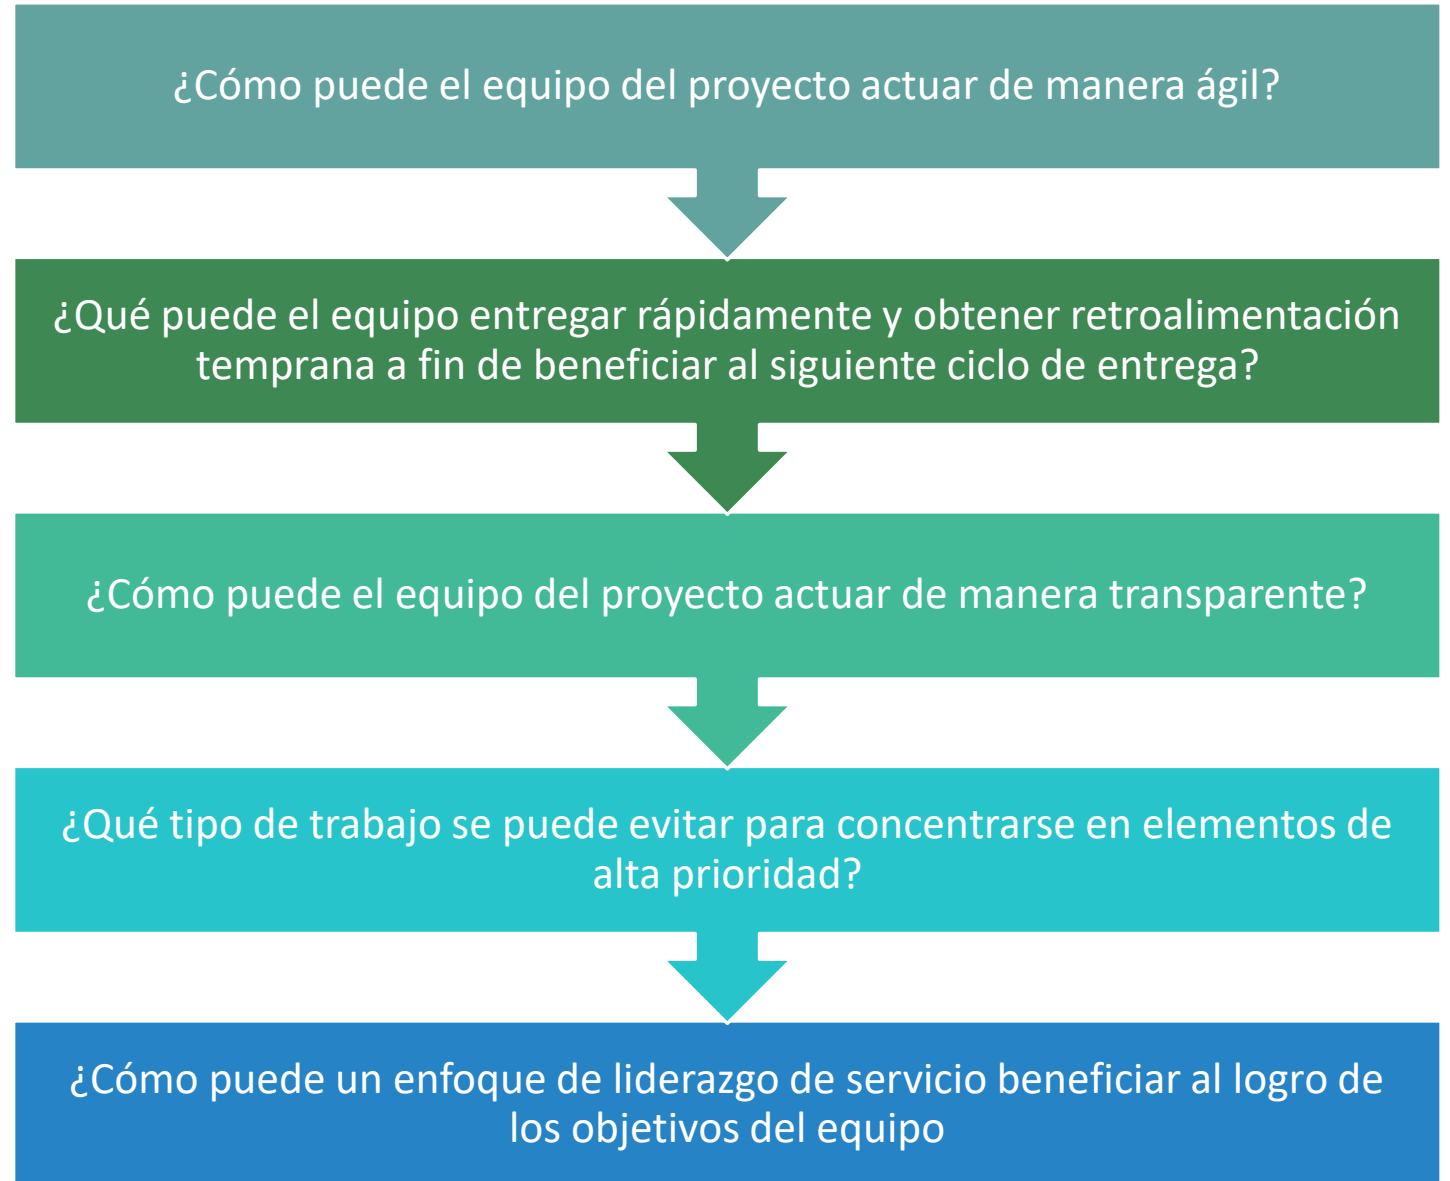 ¿Cómo puede el equipo del proyecto actuar de manera ágil?
¿Qué puede el equipo entregar rápidamente y obtener retroalimentación
temprana a fin de beneficiar al siguiente ciclo de entrega?
¿Cómo puede el equipo del proyecto actuar de manera transparente?
¿Qué tipo de trabajo se puede evitar para concentrarse en elementos de
alta prioridad?
¿Cómo puede un enfoque de liderazgo de servicio beneficiar al logro de
los objetivos del equipo